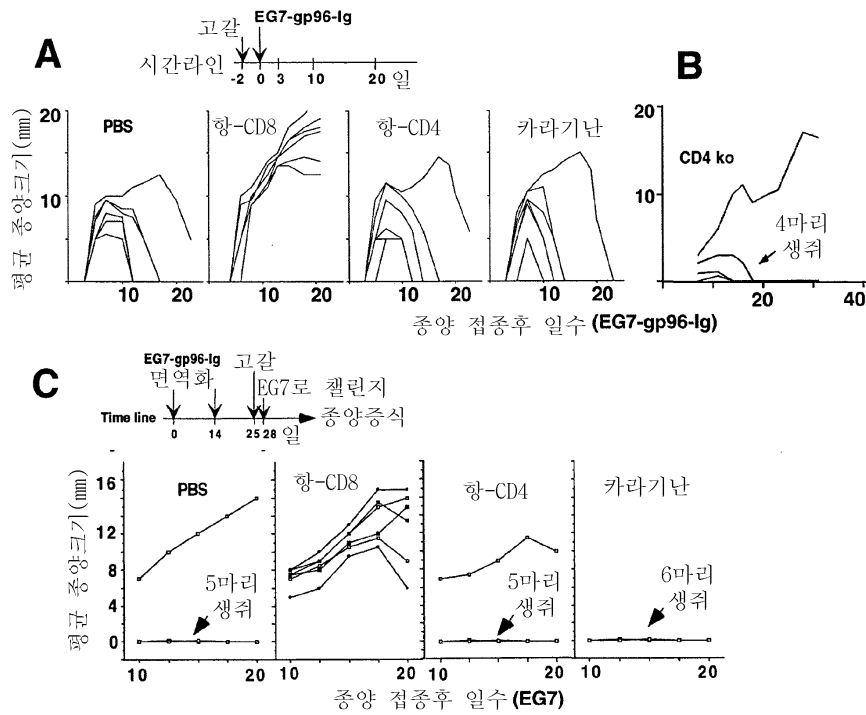 A
고갈
EG7-gp96-Ig
시간라인
-2 0 3 10 20 일
평균 종양크기(mm)
20
10
PBS
항-CD8
항-CD4
카라기난
10 20 10 20 10 20 10 20
B
20
10
CD4 ko
4마리
생쥐
20 40
종양 접종후 일수 (EG7-gp96-Ig)
C
EG7-gp96-Ig
면역화
고갈
EG7로 챌린지
Time line
종양증식
0 14 25 28 일
평균 종양크기(mm)
16
12
8
4
0
PBS
5마리
생쥐
항-CD8
항-CD4
5마리
생쥐
카라기난
6마리
생쥐
10 20 10 20 10 20 10 20
종양 접종후 일수 (EG7)